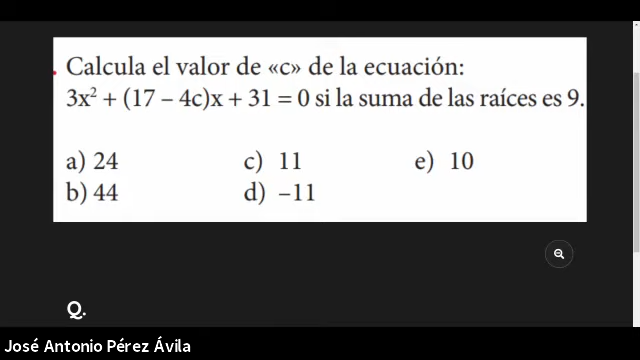 Calcula el valor de «c» de la ecuación:
3x² + (17 – 4c)x + 31 = 0 si la suma de las raíces es 9.
a) 24 c) 11 e) 10
b) 44 d) –11
Q.
José Antonio Pérez Ávila